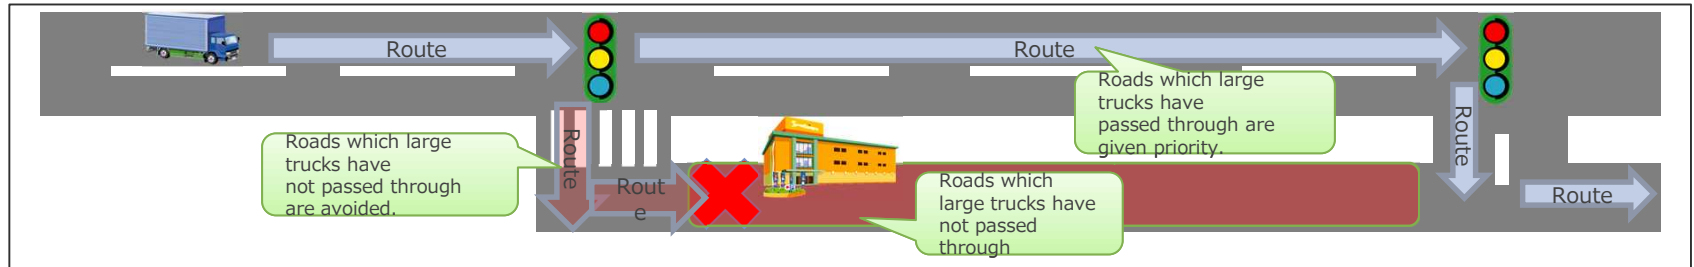 Route
Route
Roads which large
trucks have
passed through are
given priority.
Roads which large
trucks have
not passed through
are avoided.
Route
Rout
e
Roads which
large trucks have
not passed
through
Route
Route